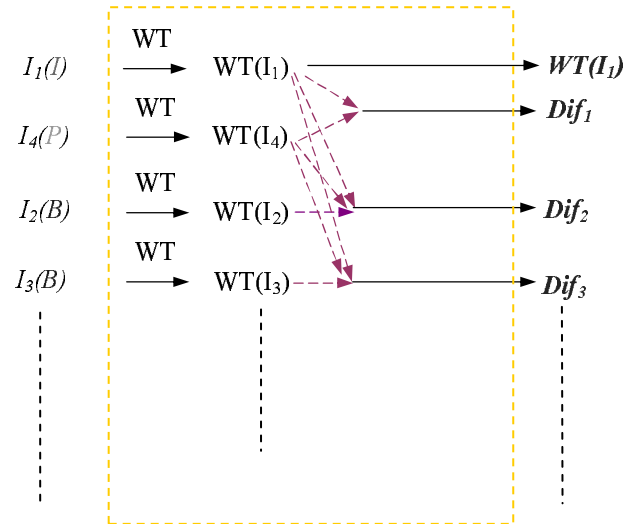 WT
I₁(I) WT(I₁) WT(I₁)
WT Dif₁
I₄(P) WT(I₄)
WT
I₂(B) WT(I₂) Dif₂
WT
I₃(B) WT(I₃) Dif₃